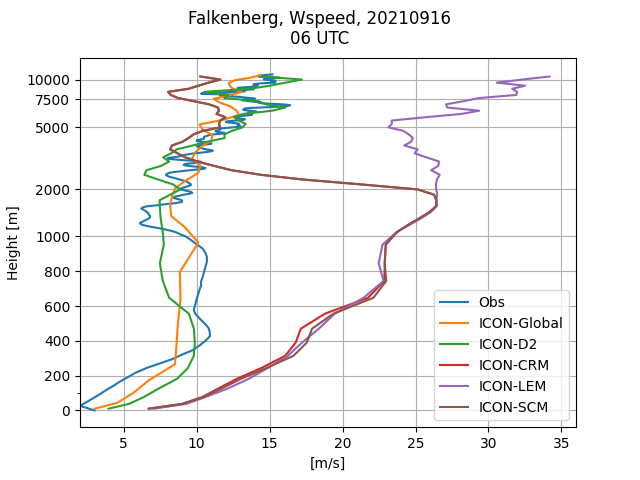 Falkenberg, Wspeed, 20210916
06 UTC
10000
7500
5000
2000
1000
800
600
400
200
0
Height [m]
Obs
ICON-Global
ICON-D2
ICON-CRM
ICON-LEM
ICON-SCM
5 10 15 20 25 30 35
[m/s]